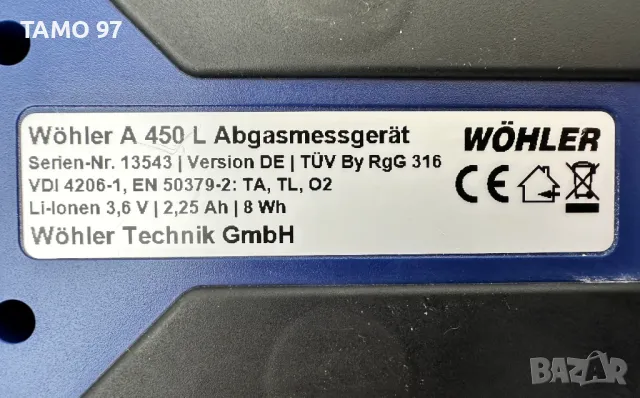 TAMO 97
Wöhler A 450 L Abgasmessgerät
Serien-Nr. 13543 | Version DE | TÜV By RgG 316
VDI 4206-1, EN 50379-2: TA, TL, O2
Li-Ionen 3,6 V | 2,25 Ah | 8 Wh
Wöhler Technik GmbH
WÖHLER
CE
BAZAR